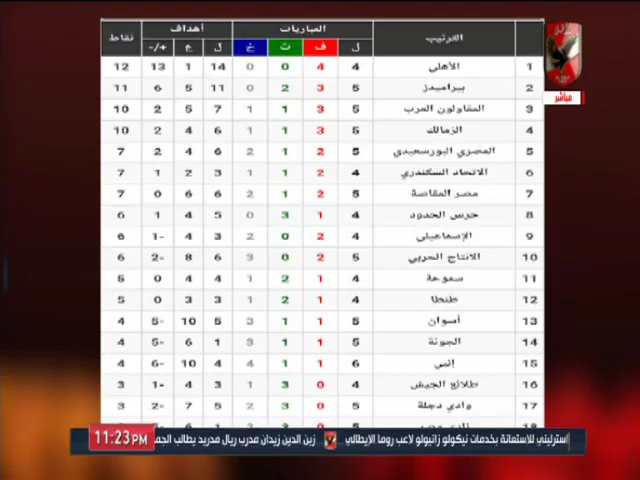 الترتيب المباريات أهداف نقاط
ل ف ت خ ل ع +/-
1 الأهلي 4 4 0 0 14 1 13 12
2 بيراميدز 5 3 2 0 11 5 6 11
3 المقاولون العرب 5 3 1 1 7 5 2 10
4 الزمالك 5 3 1 1 6 4 2 10
5 المصري البورسعيدي 5 2 1 2 6 4 2 7
6 الاتحاد السكندري 4 2 1 1 3 2 1 7
7 مصر المقاصة 5 2 1 2 6 6 0 7
8 حرس الحدود 4 1 3 0 5 4 1 6
9 الإسماعيلي 4 2 0 2 3 4 -1 6
10 الانتاج الحربي 5 2 0 3 6 8 -2 6
11 سموحة 4 1 2 1 4 4 0 5
12 طنطا 4 1 2 1 3 3 0 5
13 أسوان 5 1 1 3 5 10 -5 4
14 الجونة 5 1 1 3 1 6 -5 4
15 إنبي 6 1 1 4 4 10 -6 4
16 طلائع الجيش 4 0 3 1 3 4 -1 3
17 وادي دجلة 5 0 3 2 5 7 -2 3
18
مباشر
استرليني للاستعانة بخدمات نيكولو زانيولو لاعب روما الإيطالي... زين الدين زيدان مدرب ريال مدريد يطالب الجم
11:23 PM